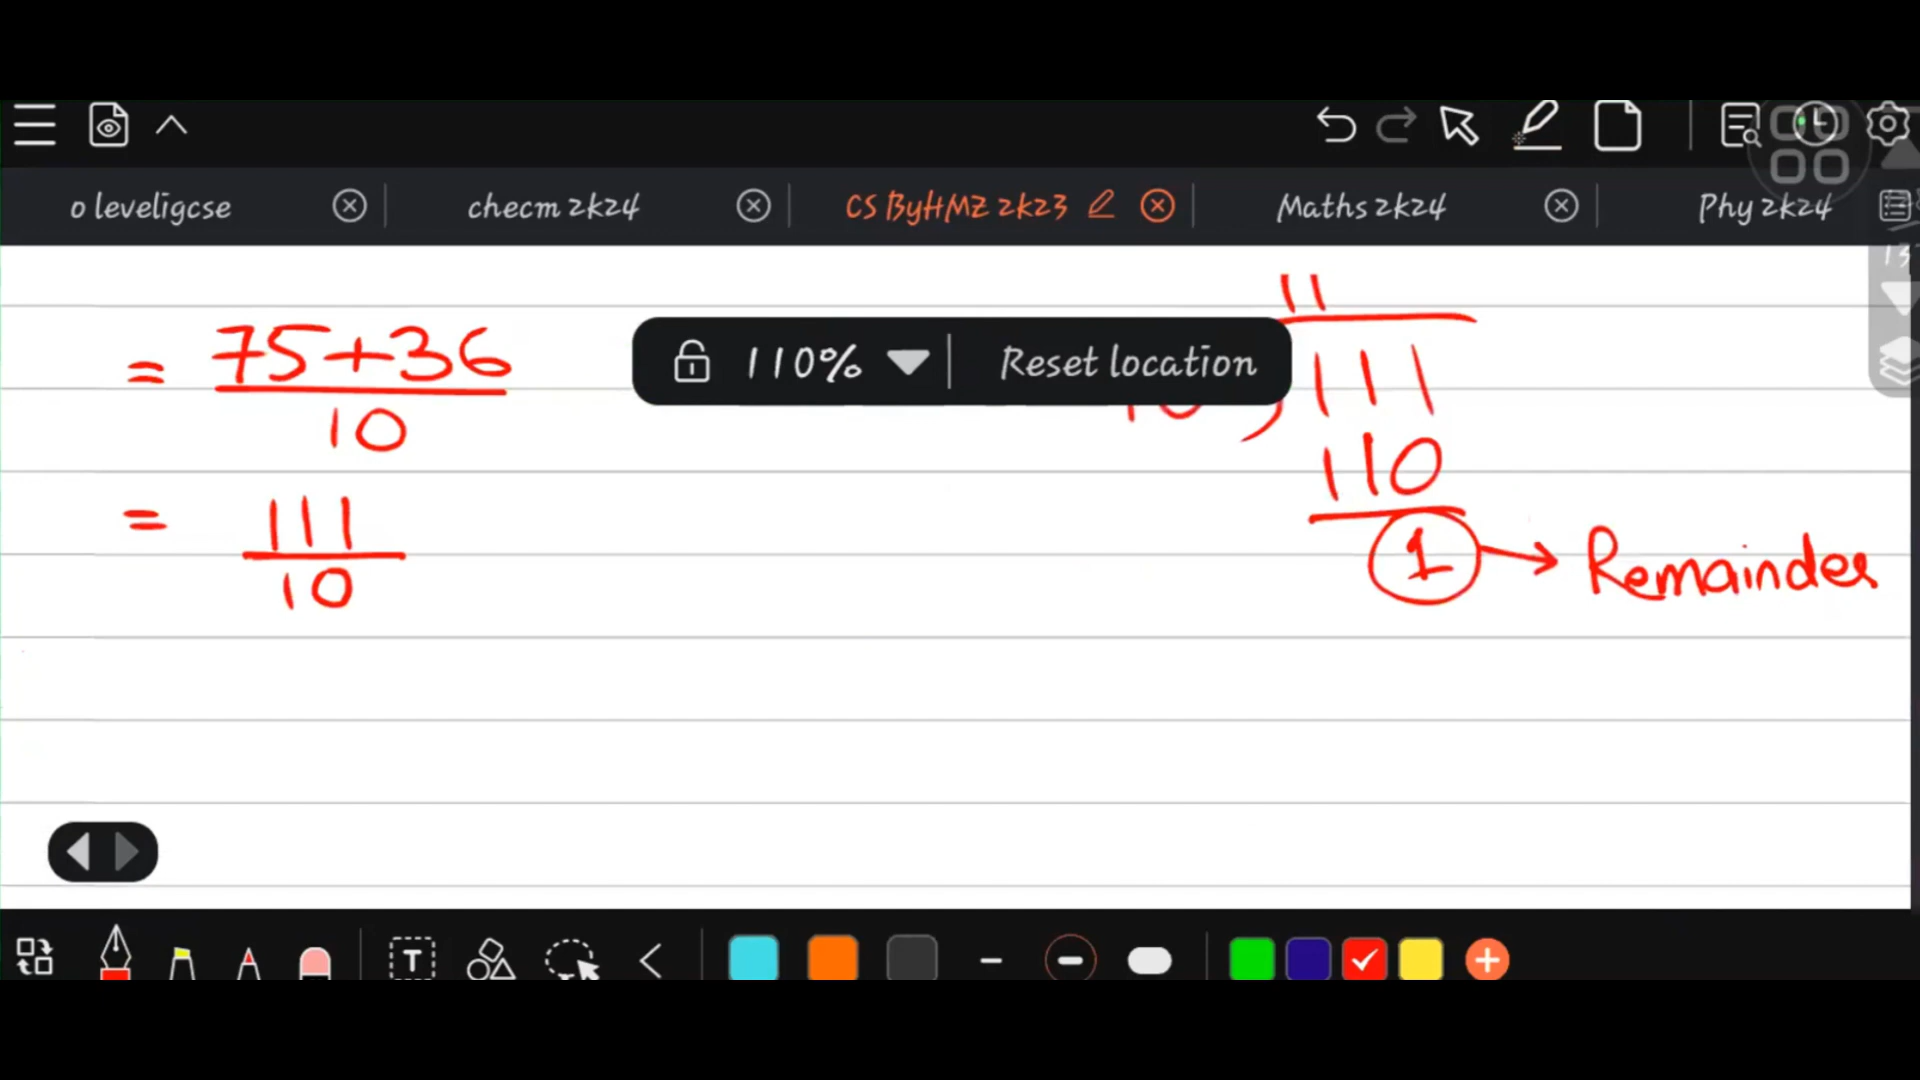 o leveligcse checm 2k24 CS ByHMZ 2k23 Maths 2k24 Phy 2k24
11
= 75+36
10
110% Reset location
111
110
= 111
10
1 → Remainder
T